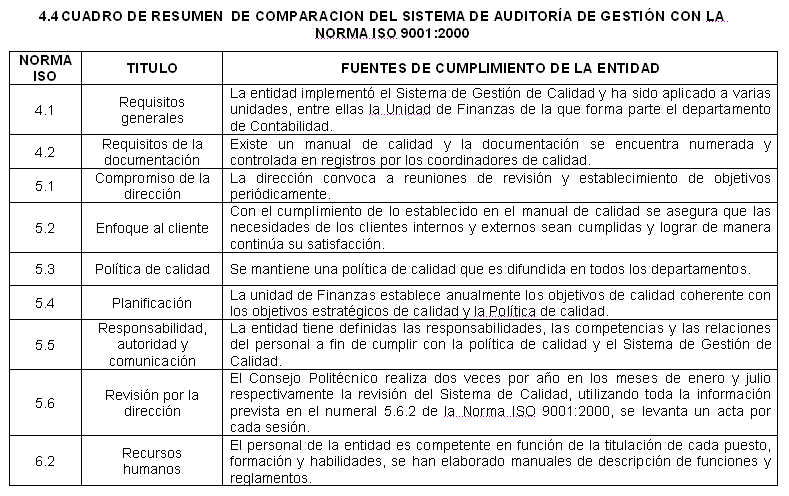 4.4 CUADRO DE RESUMEN DE COMPARACION DEL SISTEMA DE AUDITORÍA DE GESTIÓN CON LA
NORMA ISO 9001:2000
NORMA
ISO
TITULO
FUENTES DE CUMPLIMIENTO DE LA ENTIDAD
4.1
Requisitos
generales
La entidad implementó el Sistema de Gestión de Calidad y ha sido aplicado a varias
unidades, entre ellas la Unidad de Finanzas de la que forma parte el departamento
de Contabilidad.
4.2
Requisitos de la
documentación
Existe un manual de calidad y la documentación se encuentra numerada y
controlada en registros por los coordinadores de calidad.
5.1
Compromiso de la
dirección
La dirección convoca a reuniones de revisión y establecimiento de objetivos
periódicamente.
5.2
Enfoque al cliente
Con el cumplimiento de lo establecido en el manual de calidad se asegura que las
necesidades de los clientes internos y externos sean cumplidas y lograr de manera
continúa su satisfacción.
5.3
Política de calidad
Se mantiene una política de calidad que es difundida en todos los departamentos.
5.4
Planificación
La unidad de Finanzas establece anualmente los objetivos de calidad coherente con
los objetivos estratégicos de calidad y la Política de calidad.
5.5
Responsabilidad,
autoridad y
comunicación
La entidad tiene definidas las responsabilidades, las competencias y las relaciones
del personal a fin de cumplir con la política de calidad y el Sistema de Gestión de
Calidad.
5.6
Revisión por la
dirección
El Consejo Politécnico realiza dos veces por año en los meses de enero y julio
respectivamente la revisión del Sistema de Calidad, utilizando toda la información
prevista en el numeral 5.6.2 de la Norma ISO 9001:2000, se levanta un acta por
cada sesión.
6.2
Recursos
humanos
El personal de la entidad es competente en función de la titulación de cada puesto,
formación y habilidades, se han elaborado manuales de descripción de funciones y
reglamentos.